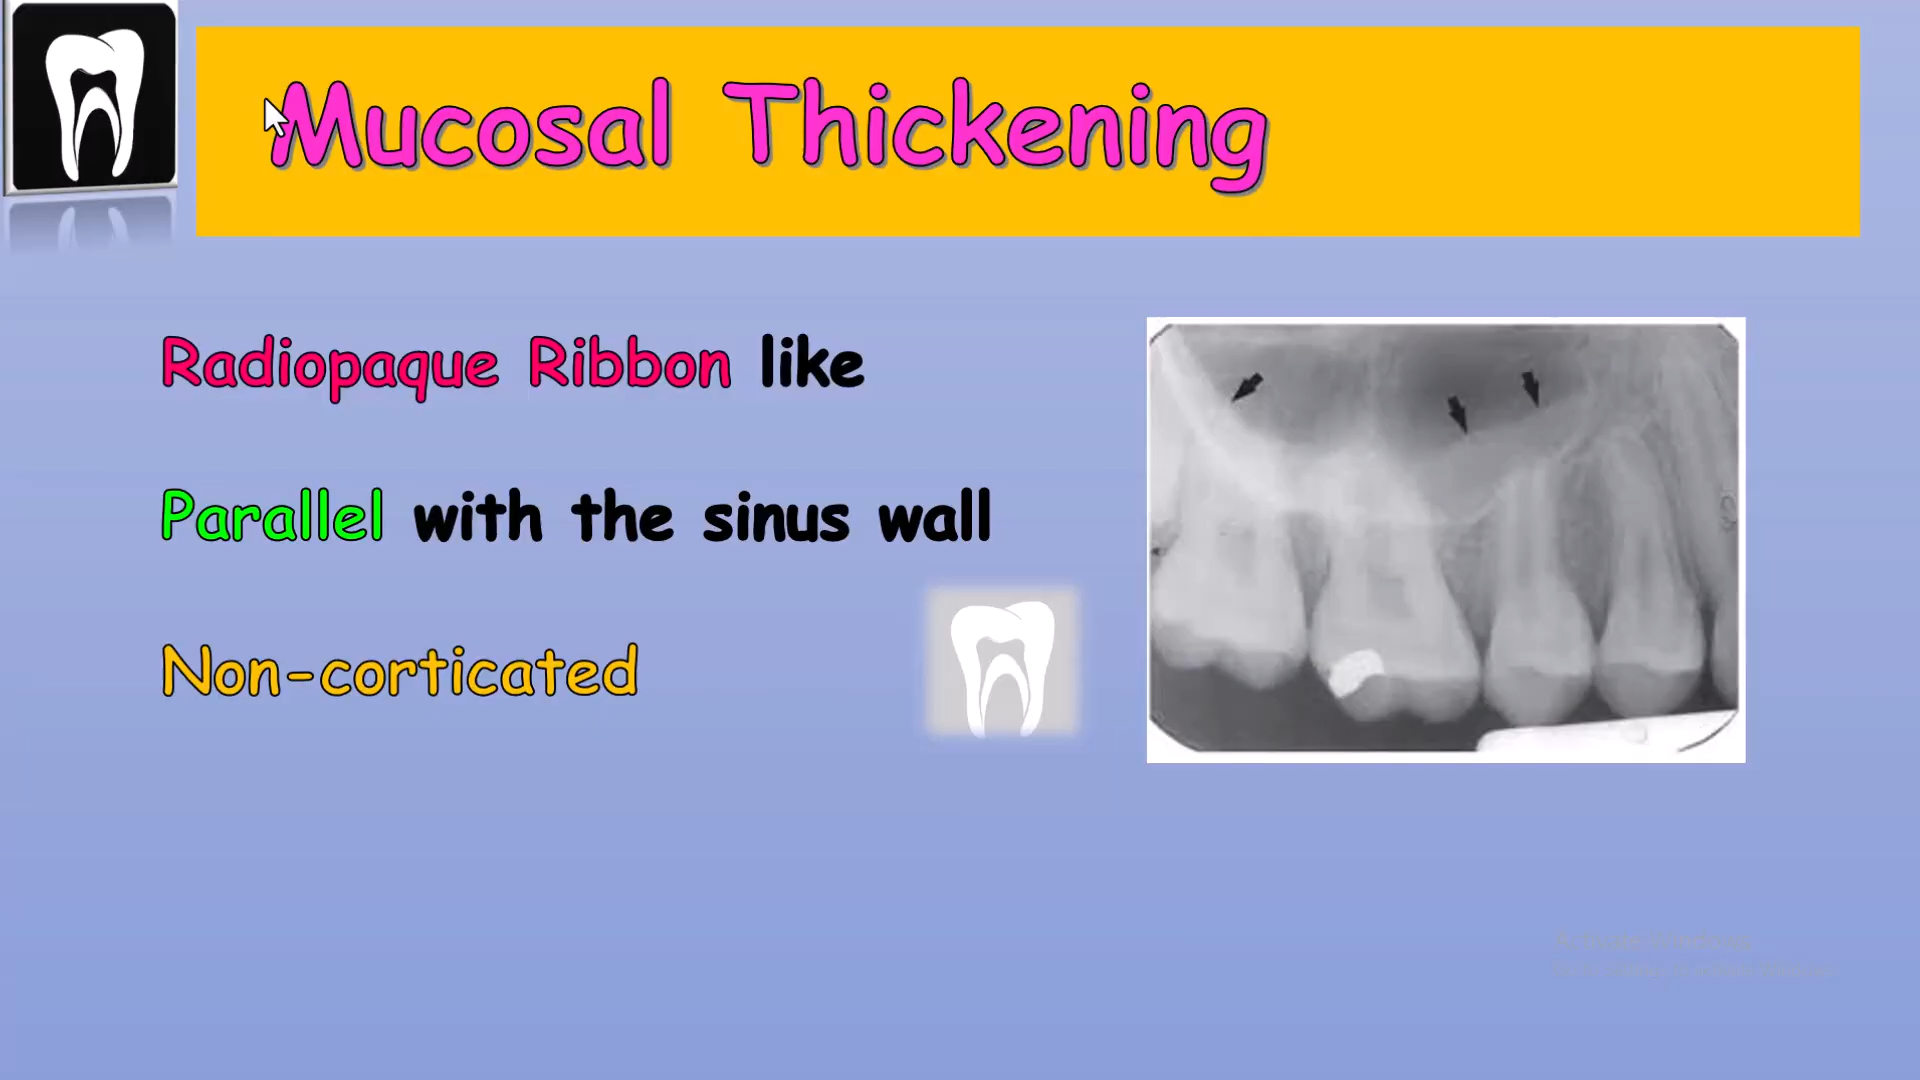 Mucosal Thickening
Radiopaque Ribbon like
Parallel with the sinus wall
Non-corticated